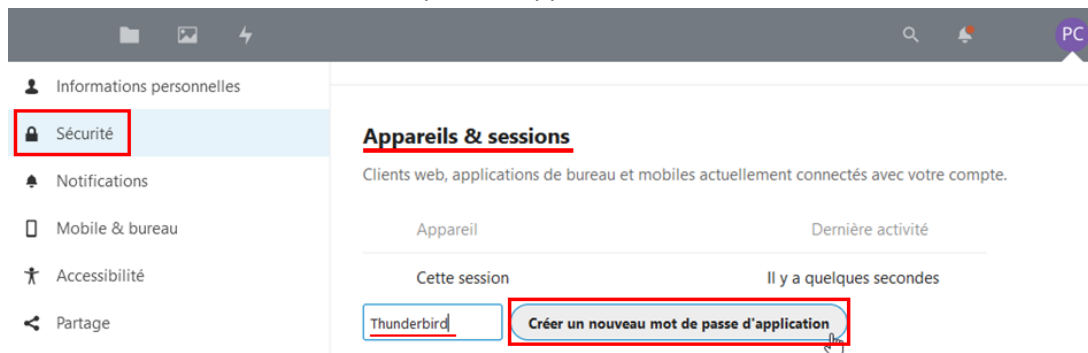 PC
Informations personnelles
Sécurité
Appareils & sessions
Notifications
Clients web, applications de bureau et mobiles actuellement connectés avec votre compte.
Mobile & bureau
Appareil Dernière activité
Accessibilité
Cette session Il y a quelques secondes
Partage
Thunderbird Créer un nouveau mot de passe d'application